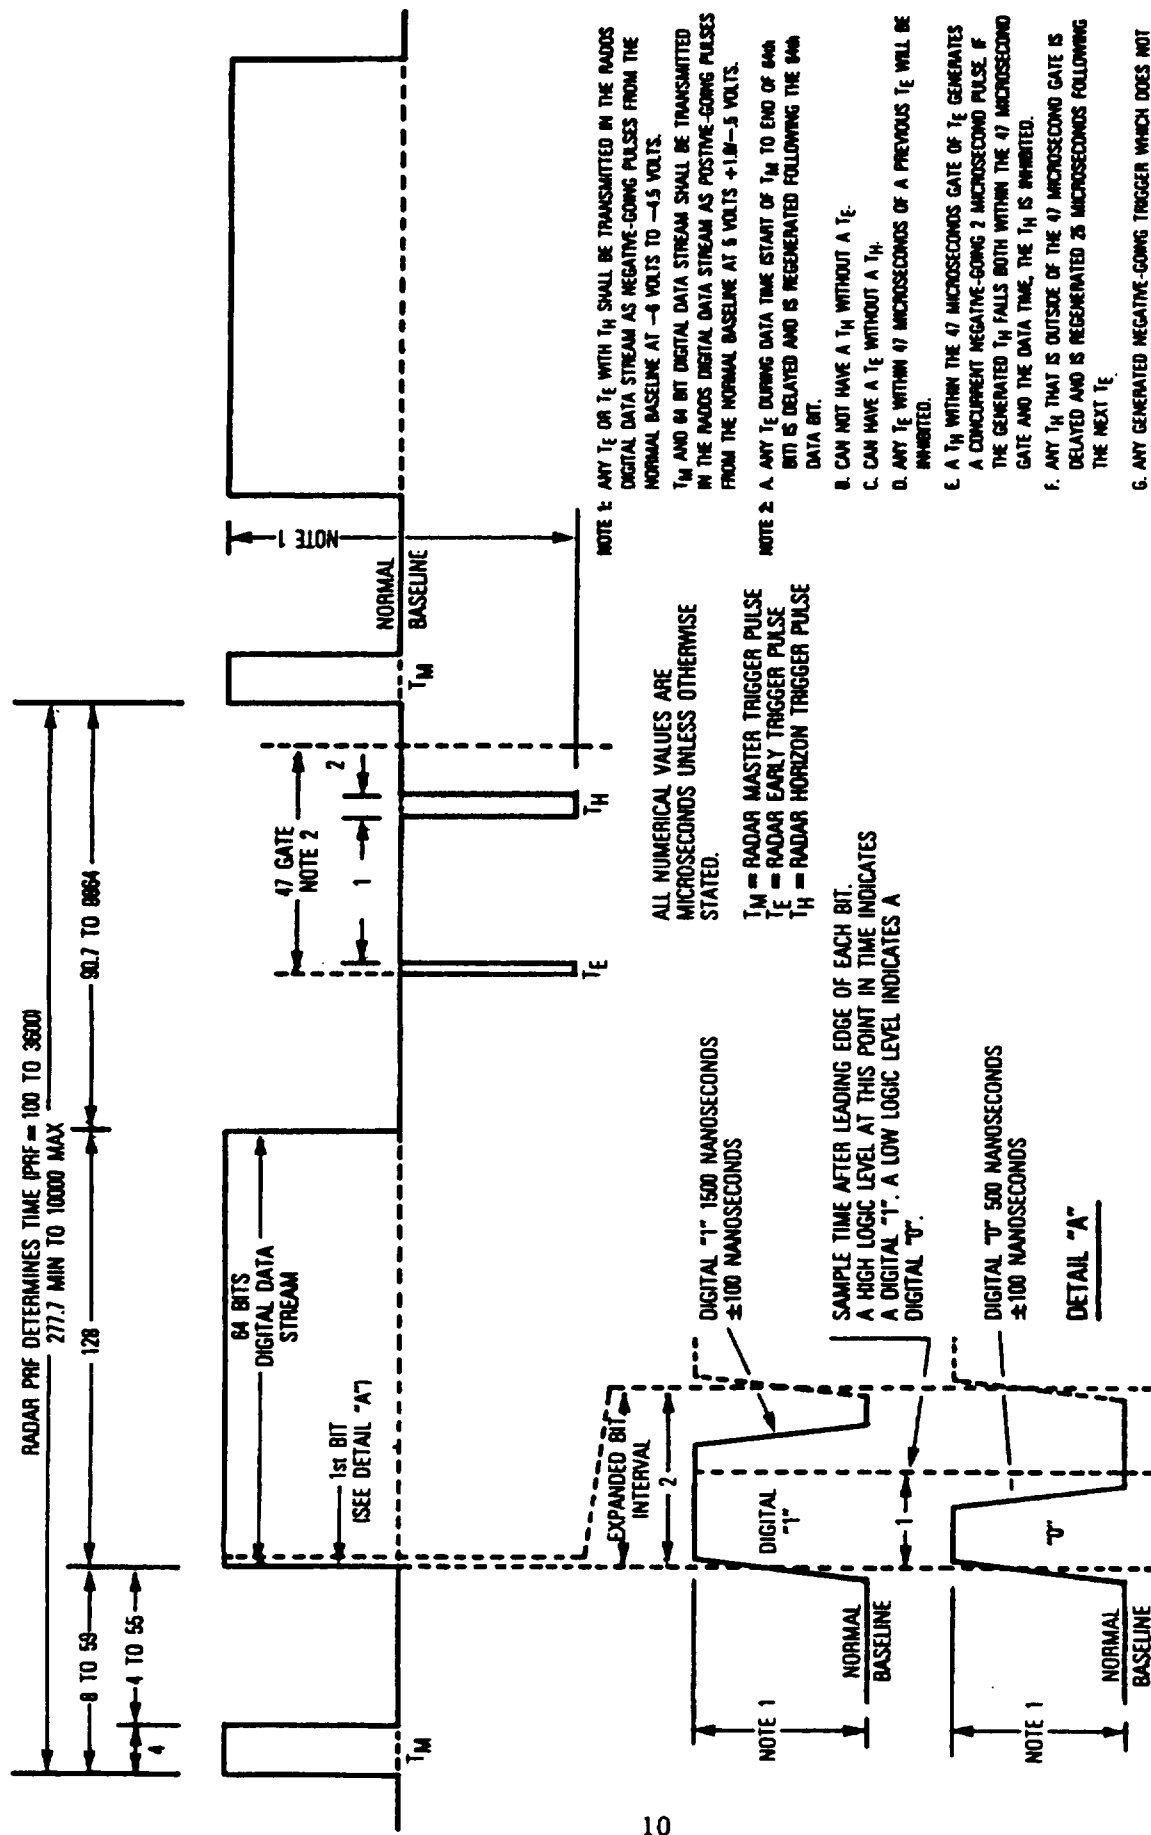 RADAR PRF DETERMINES TIME (PRF = 100 TO 3600)
277.7 MIN TO 10000 MAX
8 TO 59
128
90.7 TO 9864
4
4 TO 55
64 BITS
DIGITAL DATA
STREAM
1st BIT
(SEE DETAIL "A")
47 GATE
NOTE 2
1
2
TM
TE
TH
TM
NORMAL
BASELINE
NOTE 1
EXPANDED BIT
INTERVAL
2
DIGITAL
"1"
NORMAL
BASELINE
NOTE 1
1
"0"
NORMAL
BASELINE
NOTE 1
DIGITAL "1" 1500 NANOSECONDS
±100 NANOSECONDS
SAMPLE TIME AFTER LEADING EDGE OF EACH BIT.
A HIGH LOGIC LEVEL AT THIS POINT IN TIME INDICATES
A DIGITAL "1". A LOW LOGIC LEVEL INDICATES A
DIGITAL "0".
DIGITAL "0" 500 NANOSECONDS
±100 NANOSECONDS
DETAIL "A"
ALL NUMERICAL VALUES ARE
MICROSECONDS UNLESS OTHERWISE
STATED.
TM = RADAR MASTER TRIGGER PULSE
TE = RADAR EARLY TRIGGER PULSE
TH = RADAR HORIZON TRIGGER PULSE
NOTE 1: ANY TE OR TE WITH TH SHALL BE TRANSMITTED IN THE RADDS
DIGITAL DATA STREAM AS NEGATIVE-GOING PULSES FROM THE
NORMAL BASELINE AT -6 VOLTS TO -4.5 VOLTS.
TM AND 64 BIT DIGITAL DATA STREAM SHALL BE TRANSMITTED
IN THE RADDS DIGITAL DATA STREAM AS POSTIVE-GOING PULSES
FROM THE NORMAL BASELINE AT 5 VOLTS +1.0/-.5 VOLTS.
NOTE 2: A. ANY TE DURING DATA TIME (START OF TM TO END OF 64th
BIT) IS DELAYED AND IS REGENERATED FOLLOWING THE 64th
DATA BIT.
B. CAN NOT HAVE A TH WITHOUT A TE.
C. CAN HAVE A TE WITHOUT A TH.
D. ANY TE WITHIN 47 MICROSECONDS OF A PREVIOUS TE WILL BE
INHIBITED.
E. A TH WITHIN THE 47 MICROSECONDS GATE OF TE GENERATES
A CONCURRENT NEGATIVE-GOING 2 MICROSECOND PULSE. IF
THE GENERATED TH FALLS BOTH WITHIN THE 47 MICROSECOND
GATE AND THE DATA TIME, THE TH IS INHIBITED.
F. ANY TH THAT IS OUTSIDE OF THE 47 MICROSECOND GATE IS
DELAYED AND IS REGENERATED 25 MICROSECONDS FOLLOWING
THE NEXT TE.
G. ANY GENERATED NEGATIVE-GOING TRIGGER WHICH DOES NOT
10